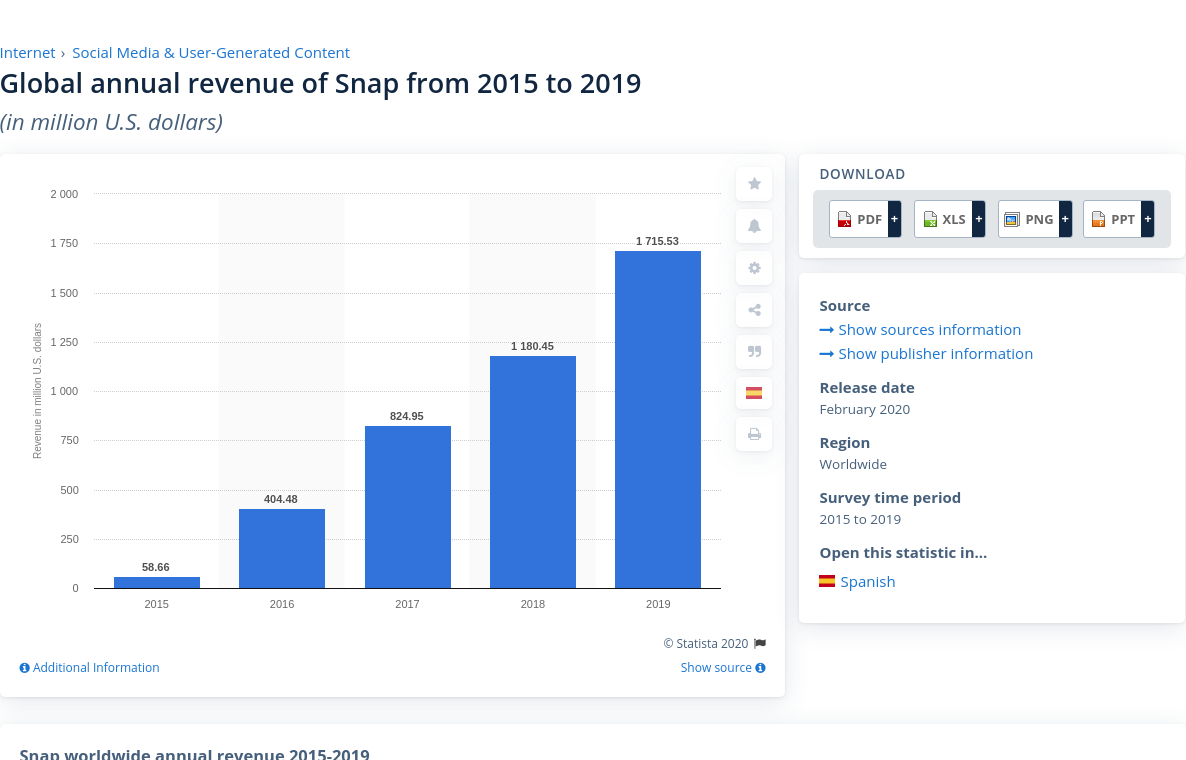 Internet › Social Media & User-Generated Content
Global annual revenue of Snap from 2015 to 2019
(in million U.S. dollars)
2 000
1 750
1 500
1 250
1 000
750
500
250
0
Revenue in million U.S. dollars
58.66
404.48
824.95
1 180.45
1 715.53
2015 2016 2017 2018 2019
© Statista 2020
Additional Information
Show source
DOWNLOAD
PDF + XLS + PNG + PPT +
Source
Show sources information
Show publisher information
Release date
February 2020
Region
Worldwide
Survey time period
2015 to 2019
Open this statistic in...
Spanish
Snap worldwide annual revenue 2015-2019